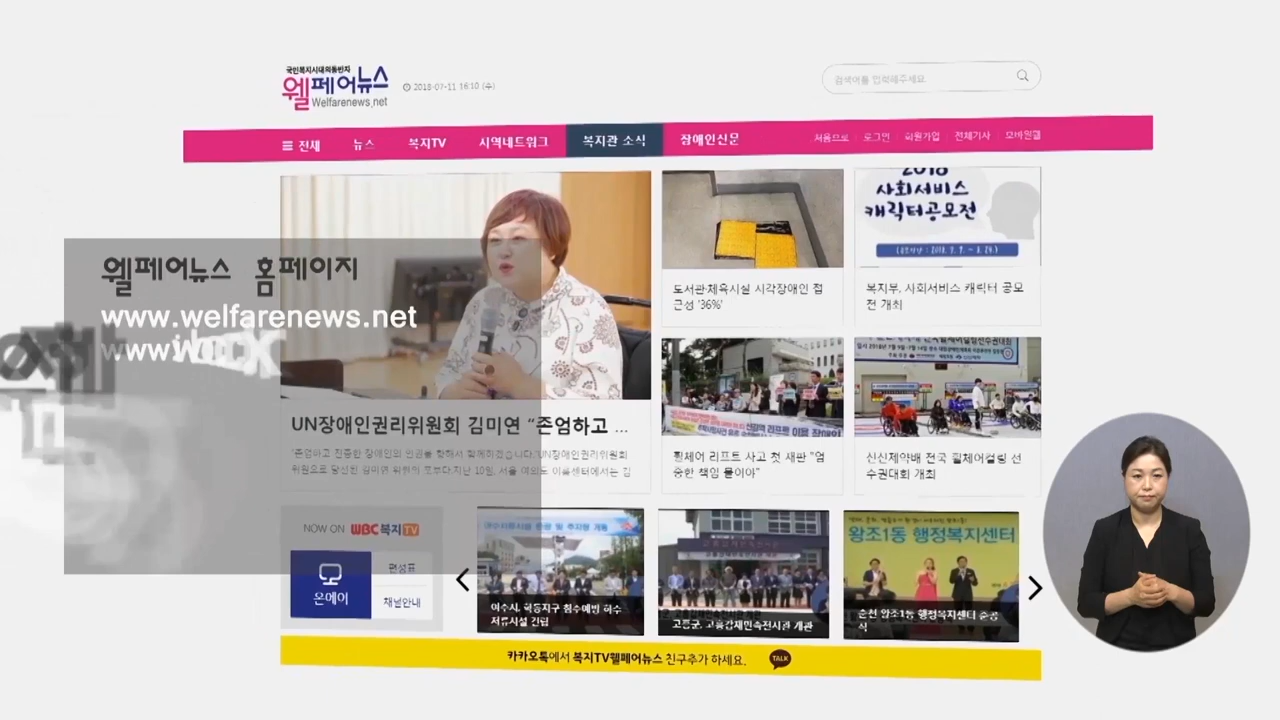 국민복지시대의동반자
웰페어뉴스
Welfarenews.net
2018-07-11 16:10 (수)
검색어를 입력해주세요.
전체
뉴스
복지TV
지역네트워크
복지관 소식
장애인신문
처음으로
로그인
회원가입
전체기사
모바일웹
웰페어뉴스 홈페이지
www.welfarenews.net
UN장애인권리위원회 김미연 “존엄하고 ...
도서관·체육시설 시각장애인 접
근성 '36%'
2018
사회서비스
캐릭터공모전
복지부, 사회서비스 캐릭터 공모
전 개최
휠체어 리프트 사고 첫 재판 “엄
중한 책임 물어야”
신신제약배 전국 휠체어컬링 선
수권대회 개최
NOW ON WBC 복지TV
온에어
편성표
채널안내
여수시, 학동지구 침수예방 하수
저류시설 건립
고흥군, 고흥갑재민속전시관 개관
왕조1동 행정복지센터
순천 왕조1동 행정복지센터 준공
식
카카오톡에서 복지TV웰페어뉴스 친구추가 하세요.
TALK